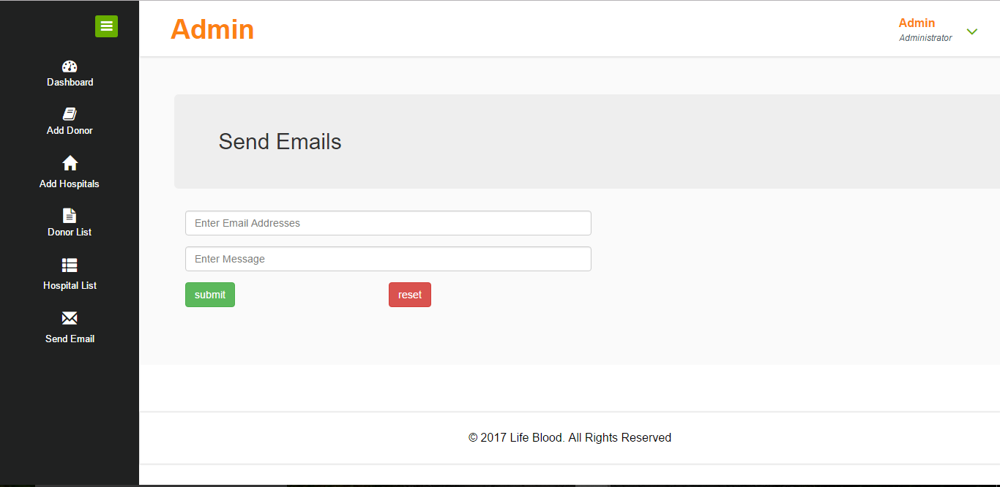 Admin
Admin
Administrator
Dashboard
Add Donor
Add Hospitals
Donor List
Hospital List
Send Email
Send Emails
Enter Email Addresses
Enter Message
submit
reset
© 2017 Life Blood. All Rights Reserved